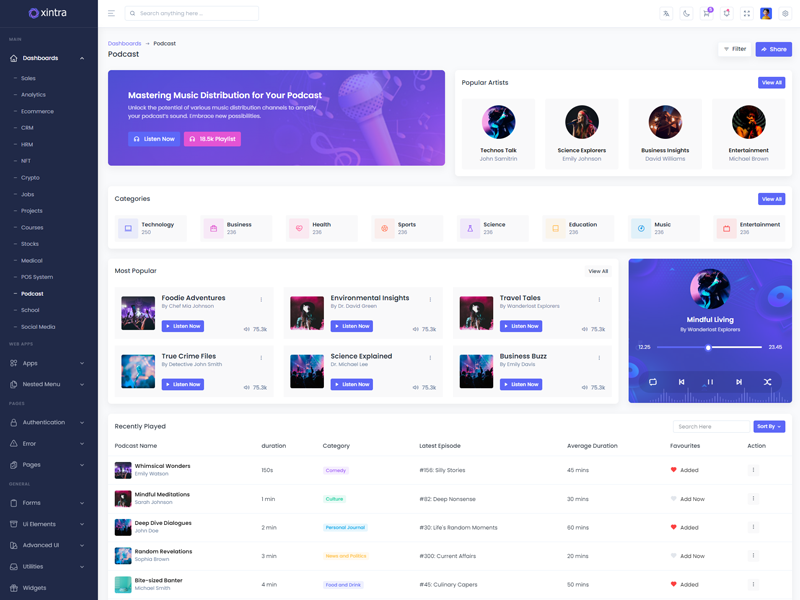 xintra
Search anything here ...
5
MAIN
Dashboards
Sales
Analytics
Ecommerce
CRM
HRM
NFT
Crypto
Jobs
Projects
Courses
Stocks
Medical
POS System
Podcast
School
Social Media
WEB APPS
Apps
Nested Menu
PAGES
Authentication
Error
Pages
GENERAL
Forms
UI Elements
Advanced UI
Utilities
Widgets
Dashboards → Podcast
Podcast
Filter
Share
Mastering Music Distribution for Your Podcast
Unlock the potential of various music distribution channels to amplify
your podcast's sound. Embrace new possibilities.
Listen Now
18.5k Playlist
Popular Artists
View All
Technos Talk
John Samitrin
Science Explorers
Emily Johnson
Business Insights
David Williams
Entertainment
Michael Brown
Categories
View All
Technology
250
Business
236
Health
236
Sports
236
Science
236
Education
236
Music
236
Entertainment
236
Most Popular
View All
Foodie Adventures
By Chef Mia Johnson
Listen Now
75.3k
Environmental Insights
By Dr. David Green
Listen Now
75.3k
Travel Tales
By Wanderlost Explorers
Listen Now
75.3k
True Crime Files
By Detective John Smith
Listen Now
75.3k
Science Explained
Dr. Michael Lee
Listen Now
75.3k
Business Buzz
By Emily Davis
Listen Now
75.3k
Mindful Living
By Wanderlost Explorers
12.25
23.45
Recently Played
Search Here
Sort By
Podcast Name duration Category Latest Episode Average Duration Favourites Action
Whimsical Wonders
Emily Watson
150s Comedy #156: Silly Stories 45 mins Added
Mindful Meditations
Sarah Johnson
1 min Culture #82: Deep Nonsense 30 mins Add Now
Deep Dive Dialogues
John Doe
2 min Personal Journal #30: Life's Random Moments 60 mins Added
Random Revelations
Sophia Brown
3 min News and Politics #300: Current Affairs 20 mins Add Now
Bite-sized Banter
Michael Smith
4 min Food and Drink #45: Culinary Capers 50 mins Added